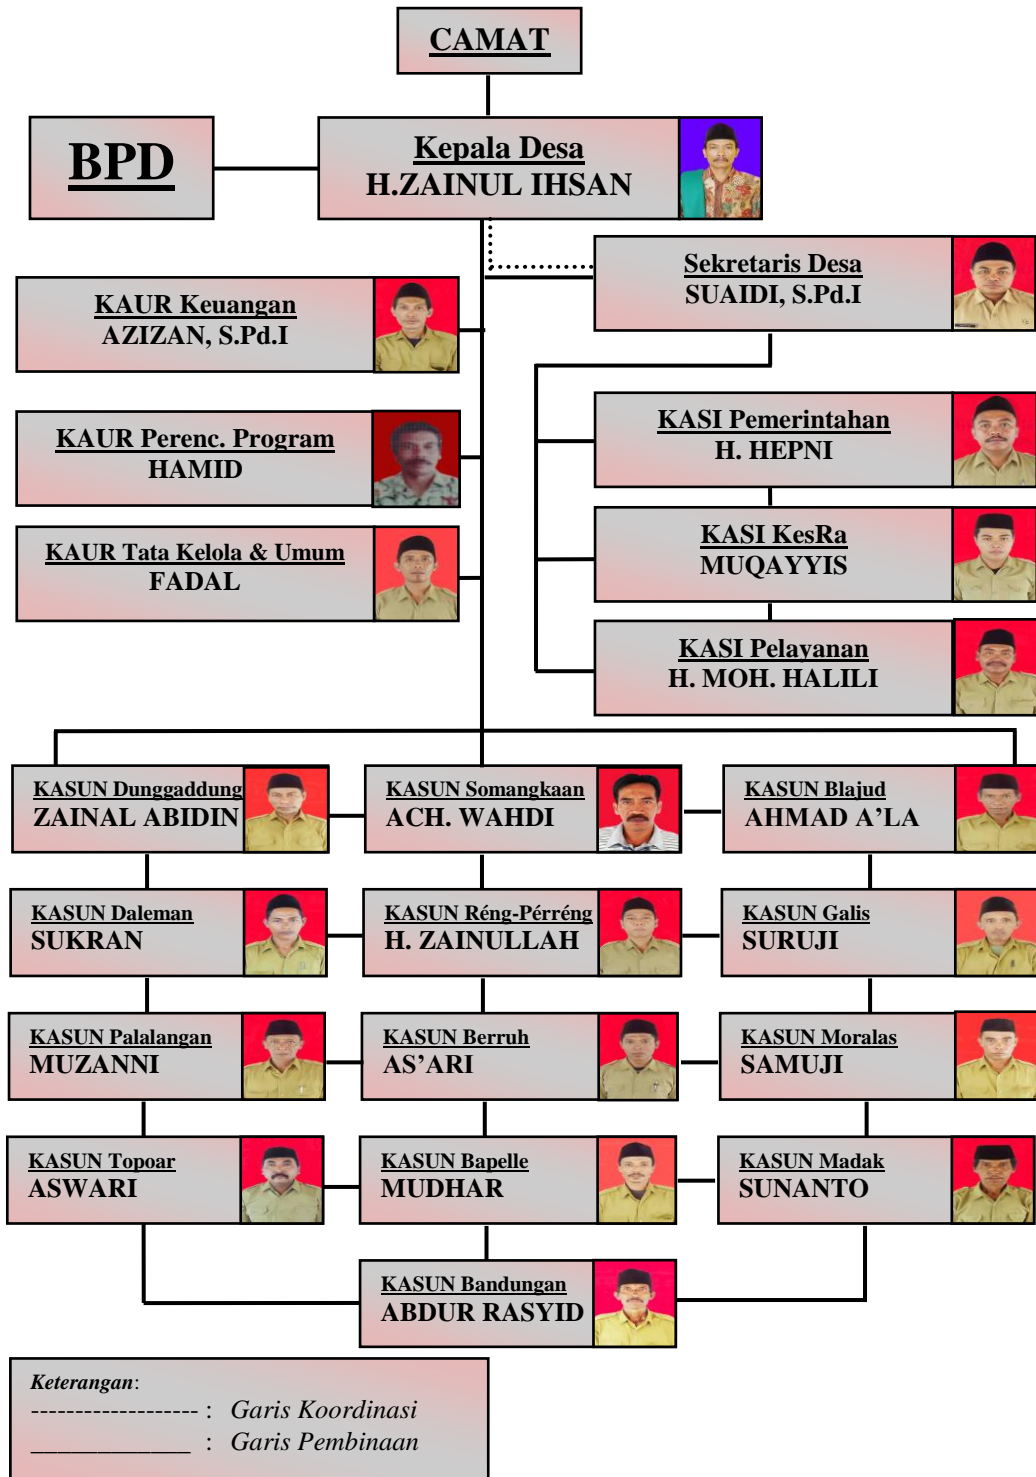 CAMAT
BPD
Kepala Desa
H.ZAINUL IHSAN
Sekretaris Desa
SUAIDI, S.Pd.I
KAUR Keuangan
AZIZAN, S.Pd.I
KAUR Perenc. Program
HAMID
KAUR Tata Kelola & Umum
FADAL
KASI Pemerintahan
H. HEPNI
KASI KesRa
MUQAYYIS
KASI Pelayanan
H. MOH. HALILI
KASUN Dunggaddung
ZAINAL ABIDIN
KASUN Somangkaan
ACH. WAHDI
KASUN Blajud
AHMAD A’LA
KASUN Daleman
SUKRAN
KASUN Réng-Pérréng
H. ZAINULLAH
KASUN Galis
SURUJI
KASUN Palalangan
MUZANNI
KASUN Berruh
AS’ARI
KASUN Moralas
SAMUJI
KASUN Topoar
ASWARI
KASUN Bapelle
MUDHAR
KASUN Madak
SUNANTO
KASUN Bandungan
ABDUR RASYID
Keterangan:
------------------- : Garis Koordinasi
____________ : Garis Pembinaan